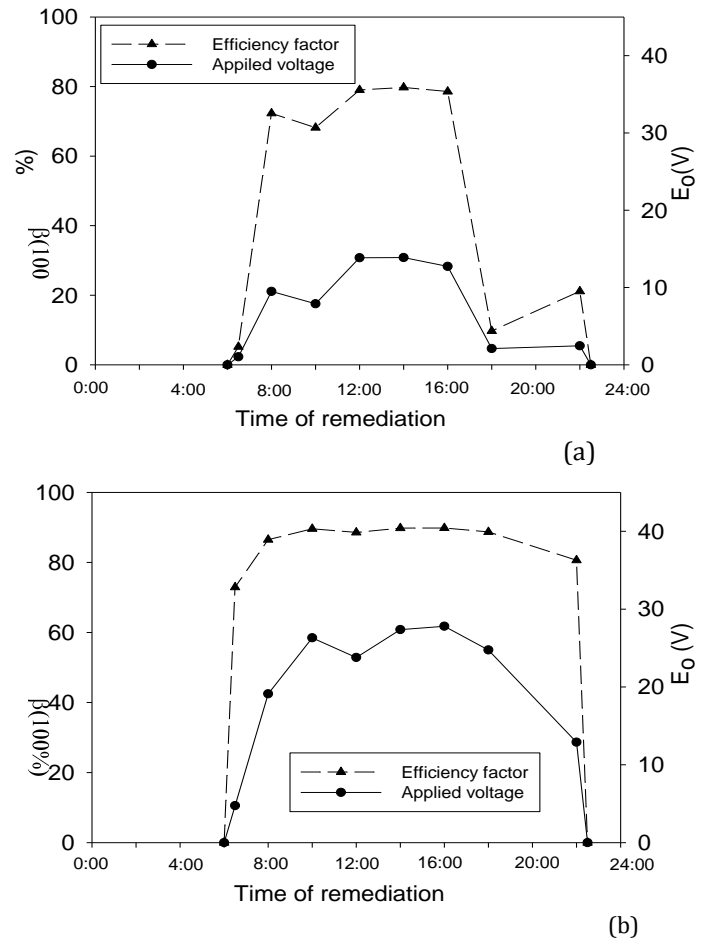 100
80
60
40
20
0
β(100
%)
Efficiency factor
Appiled voltage
40
30
20
10
0
E₀(V)
0:00 4:00 8:00 12:00 16:00 20:00 24:00
Time of remediation
(a)
100
80
60
40
20
0
β(100%)
Efficiency factor
Applied voltage
40
30
20
10
0
E₀ (V)
0:00 4:00 8:00 12:00 16:00 20:00 24:00
Time of remediation
(b)